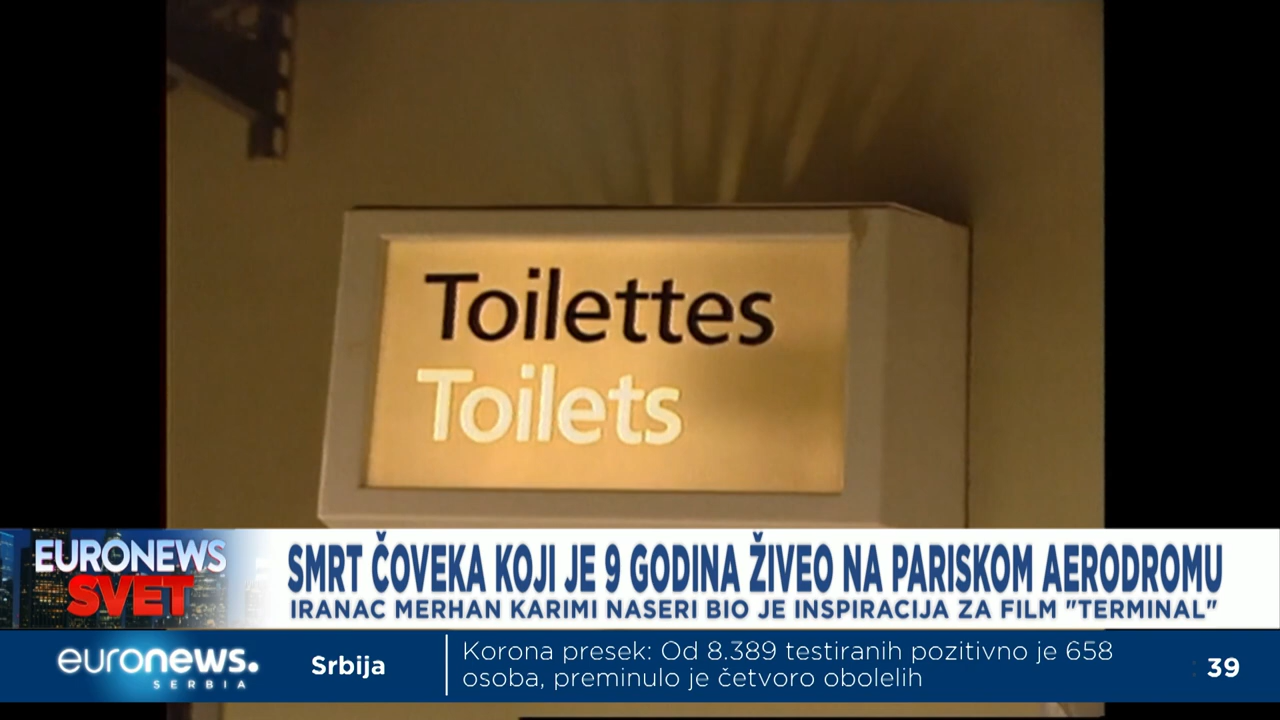 Toilettes
Toilets
EURONEWS
SVET
SMRT ČOVEKA KOJI JE 9 GODINA ŽIVEO NA PARISKOM AERODROMU
IRANAC MERHAN KARIMI NASERI BIO JE INSPIRACIJA ZA FILM "TERMINAL"
euronews.
SERBIA
Srbija
Korona presek: Od 8.389 testiranih pozitivno je 658
osoba, preminulo je četvoro obolelih
39